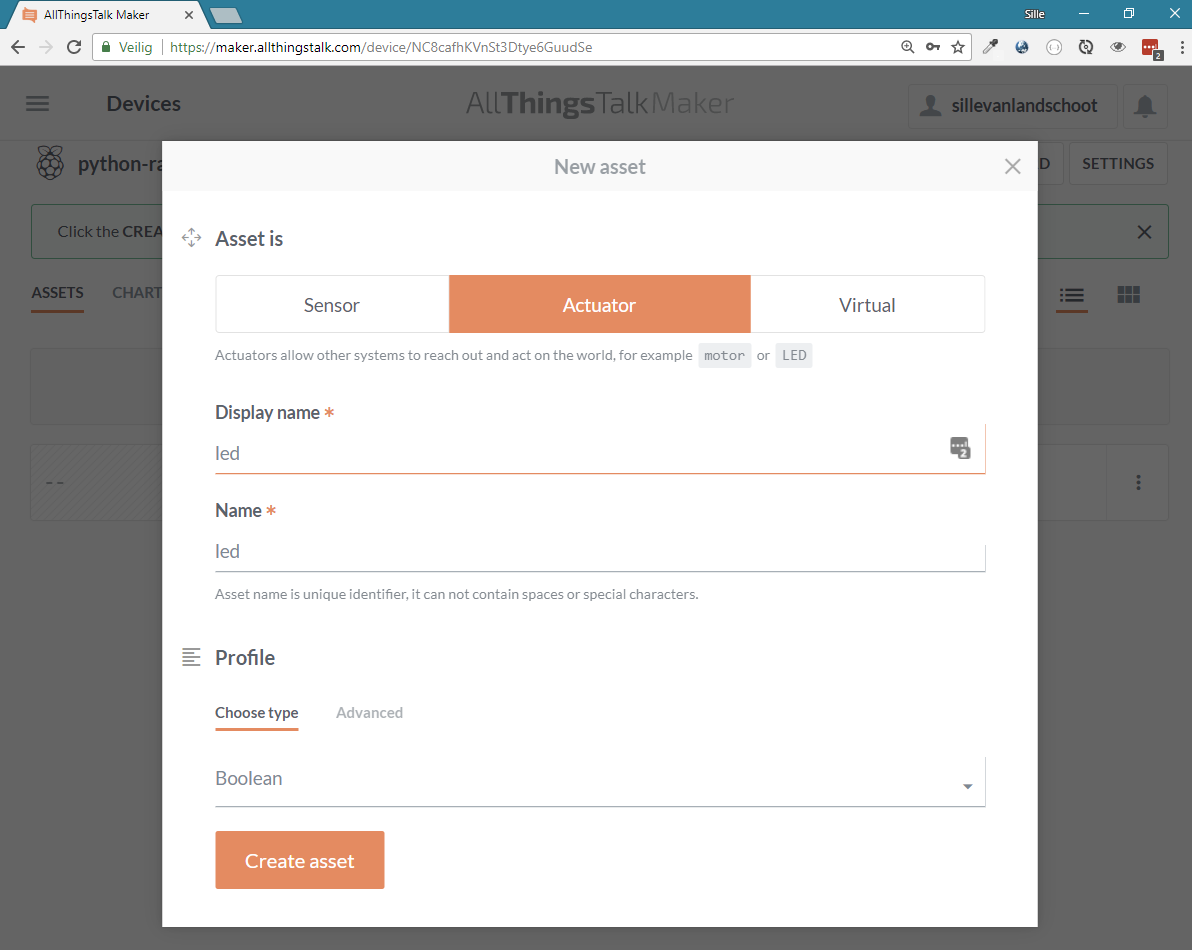 AllThingsTalk Maker
Sille
Veilig https://maker.allthingstalk.com/device/NC8cafhKVnSt3Dtye6GuudSe
2
Devices
AllThingsTalkMaker
sillevanlandschoot
python-ra
D
SETTINGS
New asset
Click the CREA
Asset is
ASSETS CHART
Sensor Actuator Virtual
Actuators allow other systems to reach out and act on the world, for example motor or LED
Display name *
led
2
--
Name *
led
Asset name is unique identifier, it can not contain spaces or special characters.
Profile
Choose type Advanced
Boolean
Create asset